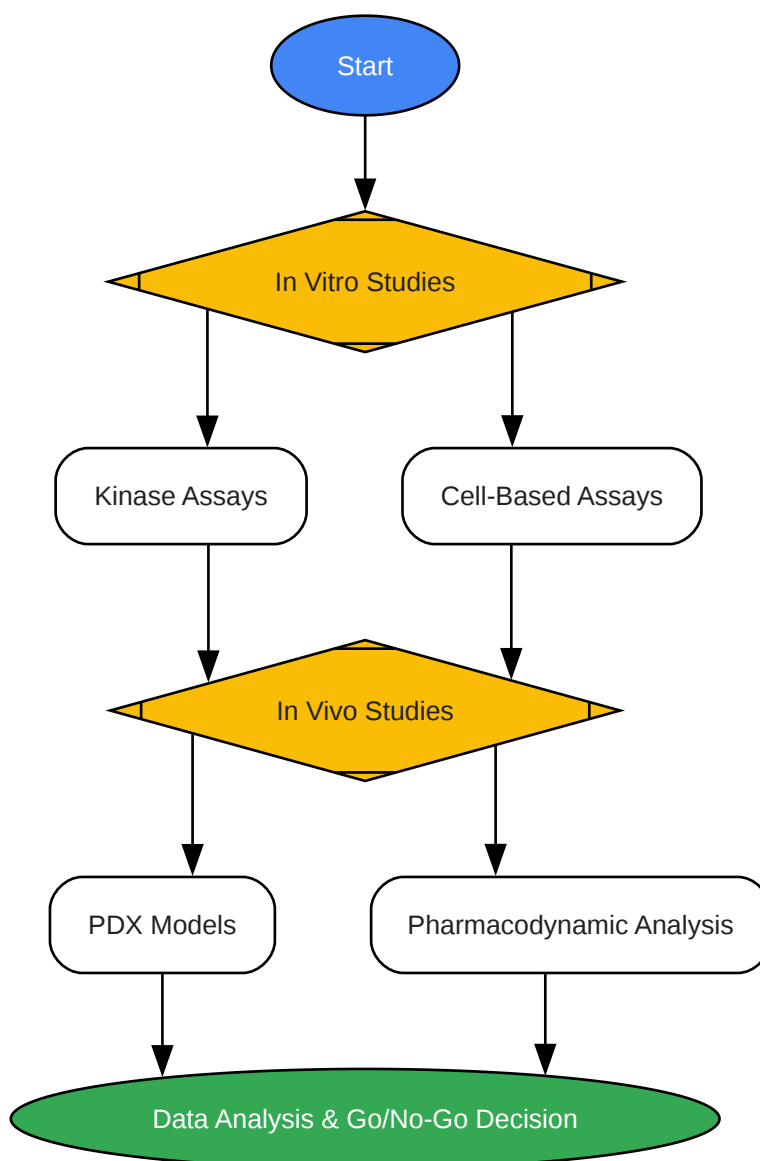 Start
In Vitro Studies
Kinase Assays
Cell-Based Assays
In Vivo Studies
PDX Models
Pharmacodynamic Analysis
Data Analysis & Go/No-Go Decision